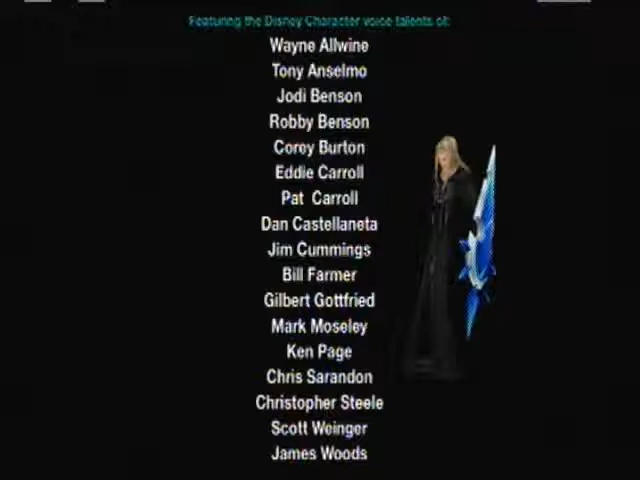 Featuring the Disney Character voice talents of:
Wayne Allwine
Tony Anselmo
Jodi Benson
Robby Benson
Corey Burton
Eddie Carroll
Pat Carroll
Dan Castellaneta
Jim Cummings
Bill Farmer
Gilbert Gottfried
Mark Moseley
Ken Page
Chris Sarandon
Christopher Steele
Scott Weinger
James Woods